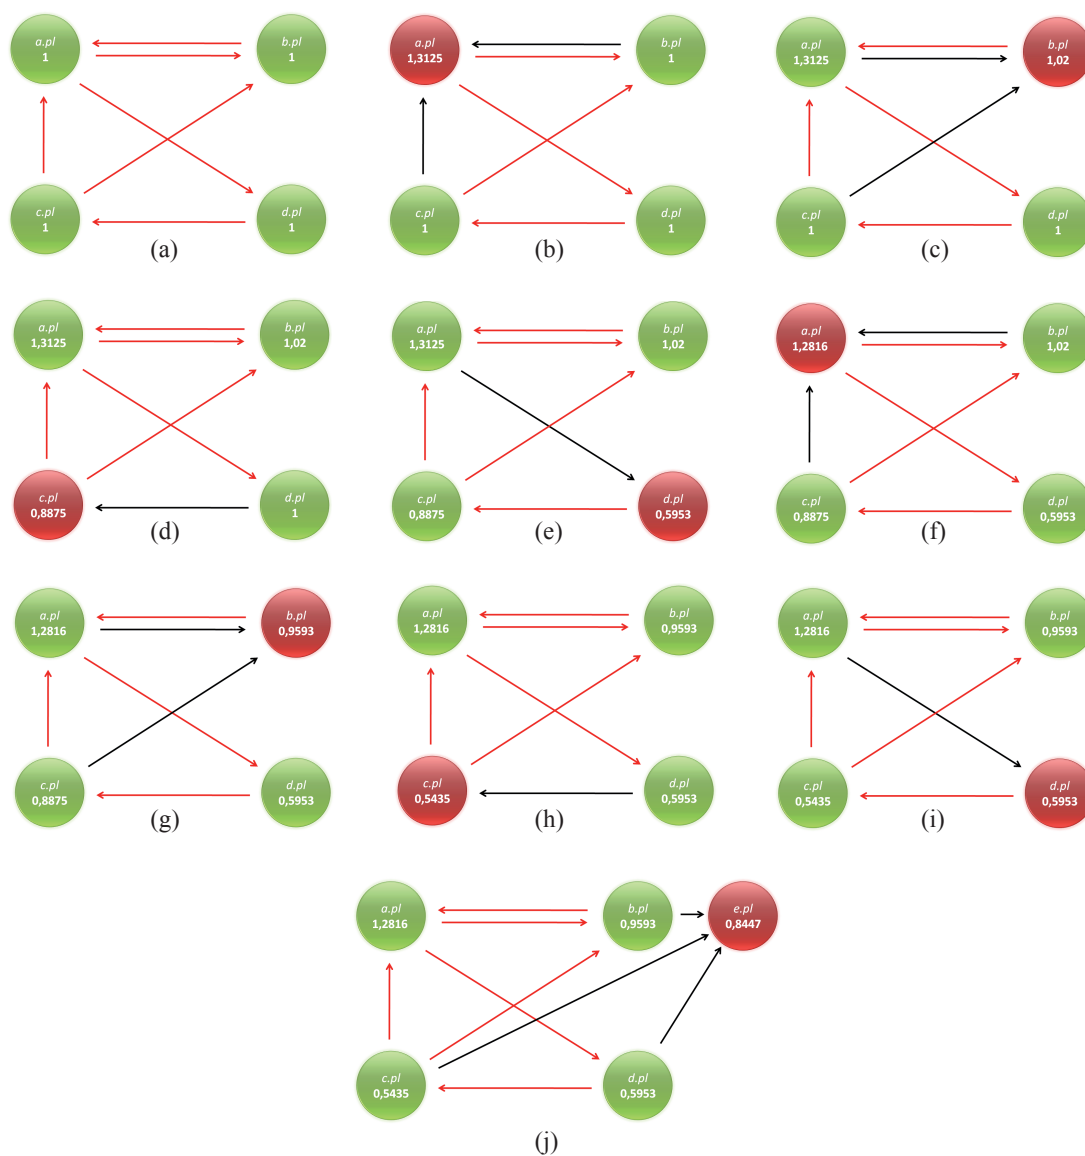 a.pl
1
b.pl
1
c.pl
1
d.pl
1
(a)
a.pl
1,3125
b.pl
1
c.pl
1
d.pl
1
(b)
a.pl
1,3125
b.pl
1,02
c.pl
1
d.pl
1
(c)
a.pl
1,3125
b.pl
1,02
c.pl
0,8875
d.pl
1
(d)
a.pl
1,3125
b.pl
1,02
c.pl
0,8875
d.pl
0,5953
(e)
a.pl
1,2816
b.pl
1,02
c.pl
0,8875
d.pl
0,5953
(f)
a.pl
1,2816
b.pl
0,9593
c.pl
0,8875
d.pl
0,5953
(g)
a.pl
1,2816
b.pl
0,9593
c.pl
0,5435
d.pl
0,5953
(h)
a.pl
1,2816
b.pl
0,9593
c.pl
0,5435
d.pl
0,5953
(i)
a.pl
1,2816
b.pl
0,9593
e.pl
0,8447
c.pl
0,5435
d.pl
0,5953
(j)